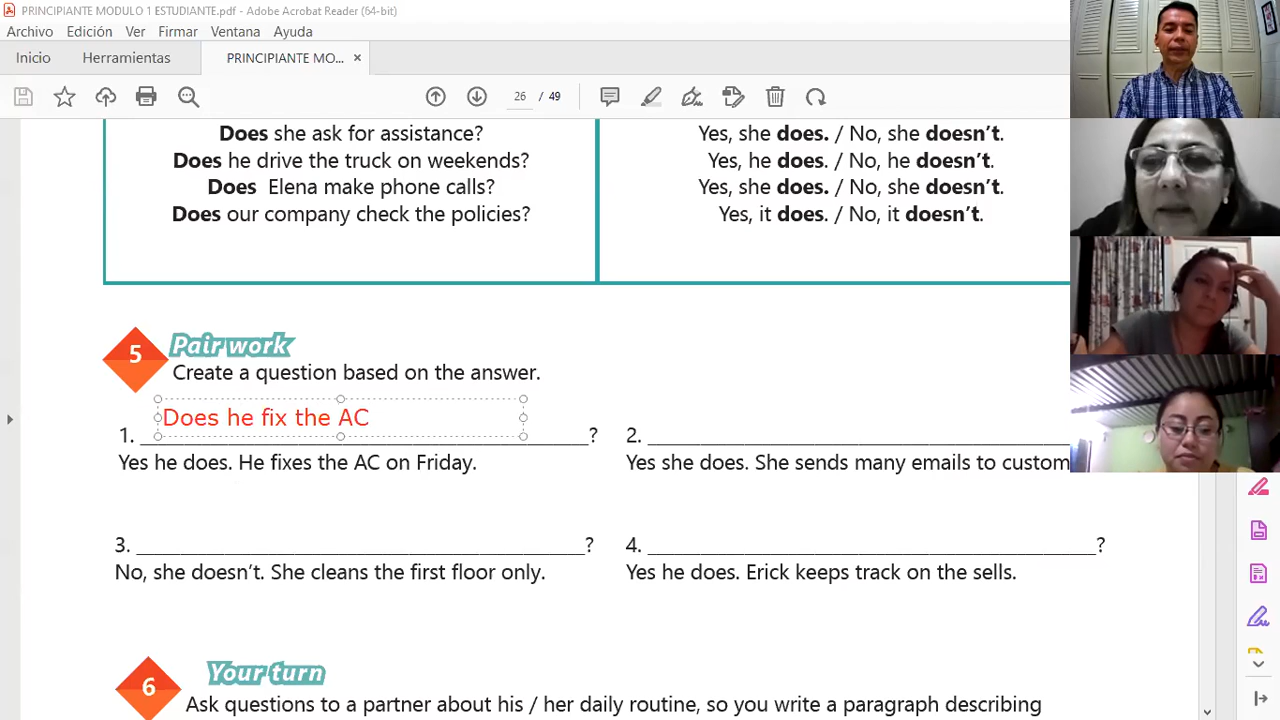 PRINCIPIANTE MODULO 1 ESTUDIANTE.pdf - Adobe Acrobat Reader (64-bit)
Archivo Edición Ver Firmar Ventana Ayuda
Inicio Herramientas PRINCIPIANTE MO... ×
26 / 49
Does she ask for assistance? Yes, she does. / No, she doesn't.
Does he drive the truck on weekends? Yes, he does. / No, he doesn't.
Does Elena make phone calls? Yes, she does. / No, she doesn't.
Does our company check the policies? Yes, it does. / No, it doesn't.
5 Pair work
Create a question based on the answer.
Does he fix the AC
1. ________________________________________? 2. ______________________________________
Yes he does. He fixes the AC on Friday. Yes she does. She sends many emails to custom
3. ________________________________________? 4. ________________________________________?
No, she doesn't. She cleans the first floor only. Yes he does. Erick keeps track on the sells.
6 Your turn
Ask questions to a partner about his / her daily routine, so you write a paragraph describing